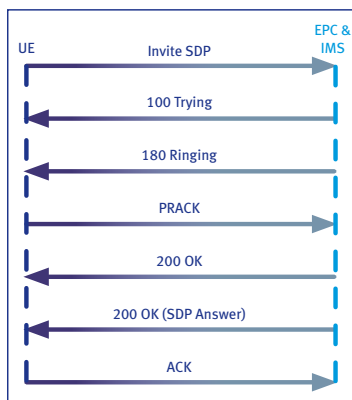 EPC &
UE
IMS
Invite SDP
100 Trying
180 Ringing
PRACK
200 OK
200 OK (SDP Answer)
ACK